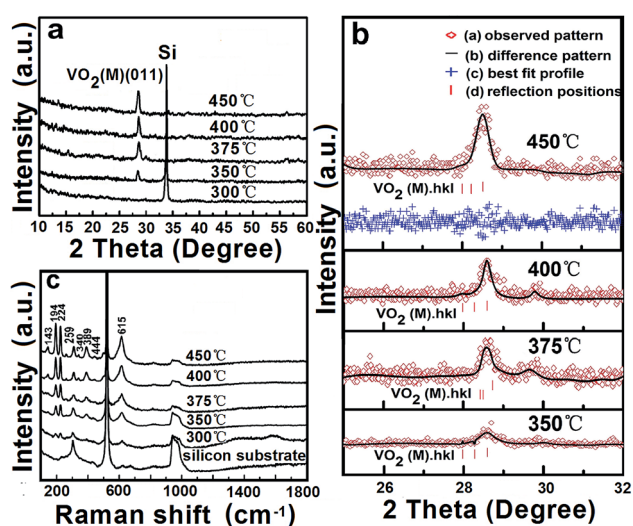 a
Si
VO2(M)(011)
450℃
400℃
375℃
350℃
300℃
Intensity (a.u.)
10 15 20 25 30 35 40 45 50 55 60
2 Theta (Degree)
b
(a) observed pattern
(b) difference pattern
(c) best fit profile
(d) reflection positions
450℃
VO2 (M).hkl
400℃
VO2 (M).hkl
375℃
VO2 (M).hkl
350℃
VO2 (M).hkl
Intensity (a.u.)
26 28 30 32
2 Theta (Degree)
c
143 194 224 259 340 389 444 615
450℃
400℃
375℃
350℃
300℃
silicon substrate
Intensity (a.u.)
200 600 1000 1400 1800
Raman shift (cm-1)